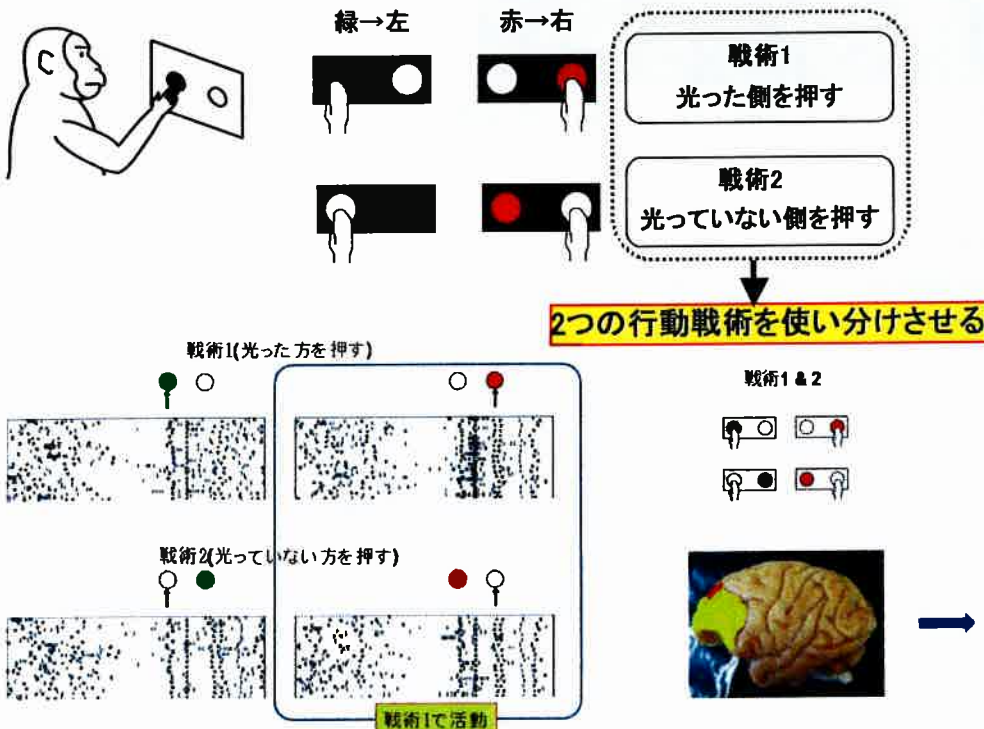 緑→左
赤→右
戦術1
光った側を押す
戦術2
光っていない側を押す
2つの行動戦術を使い分けさせる
戦術1(光った方を押す)
戦術1 & 2
戦術2(光っていない方を押す)
戦術1で活動